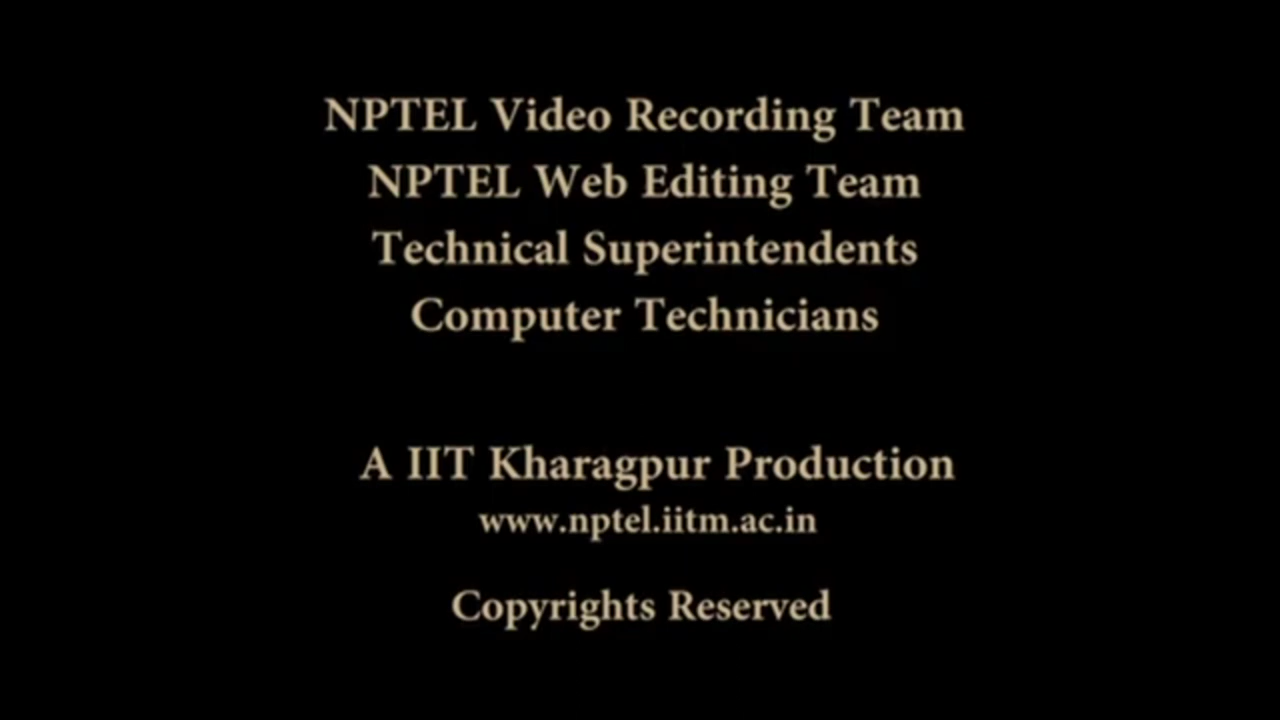 NPTEL Video Recording Team
NPTEL Web Editing Team
Technical Superintendents
Computer Technicians
A IIT Kharagpur Production
www.nptel.iitm.ac.in
Copyrights Reserved